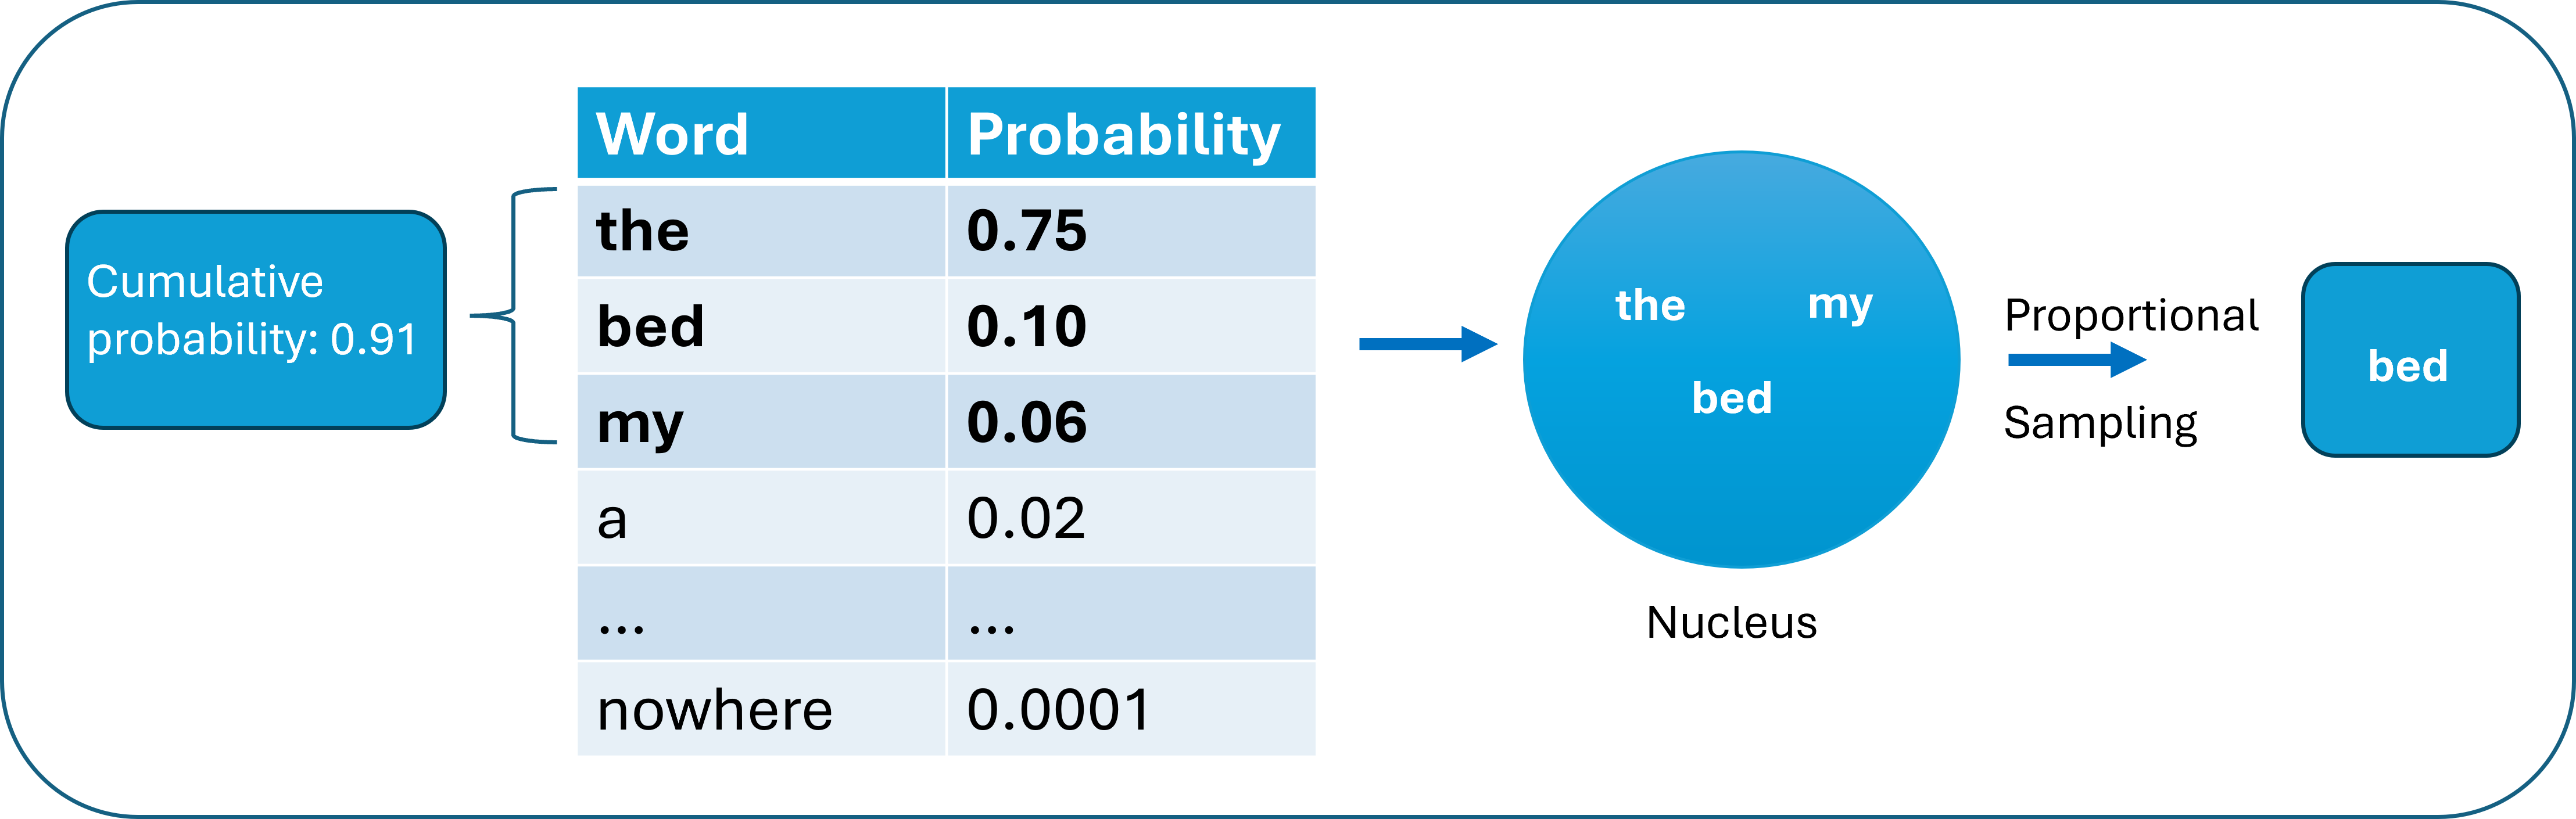 Cumulative
probability: 0.91
Word Probability
the 0.75
bed 0.10
my 0.06
a 0.02
... ...
nowhere 0.0001
the my
bed
Nucleus
Proportional
Sampling
bed